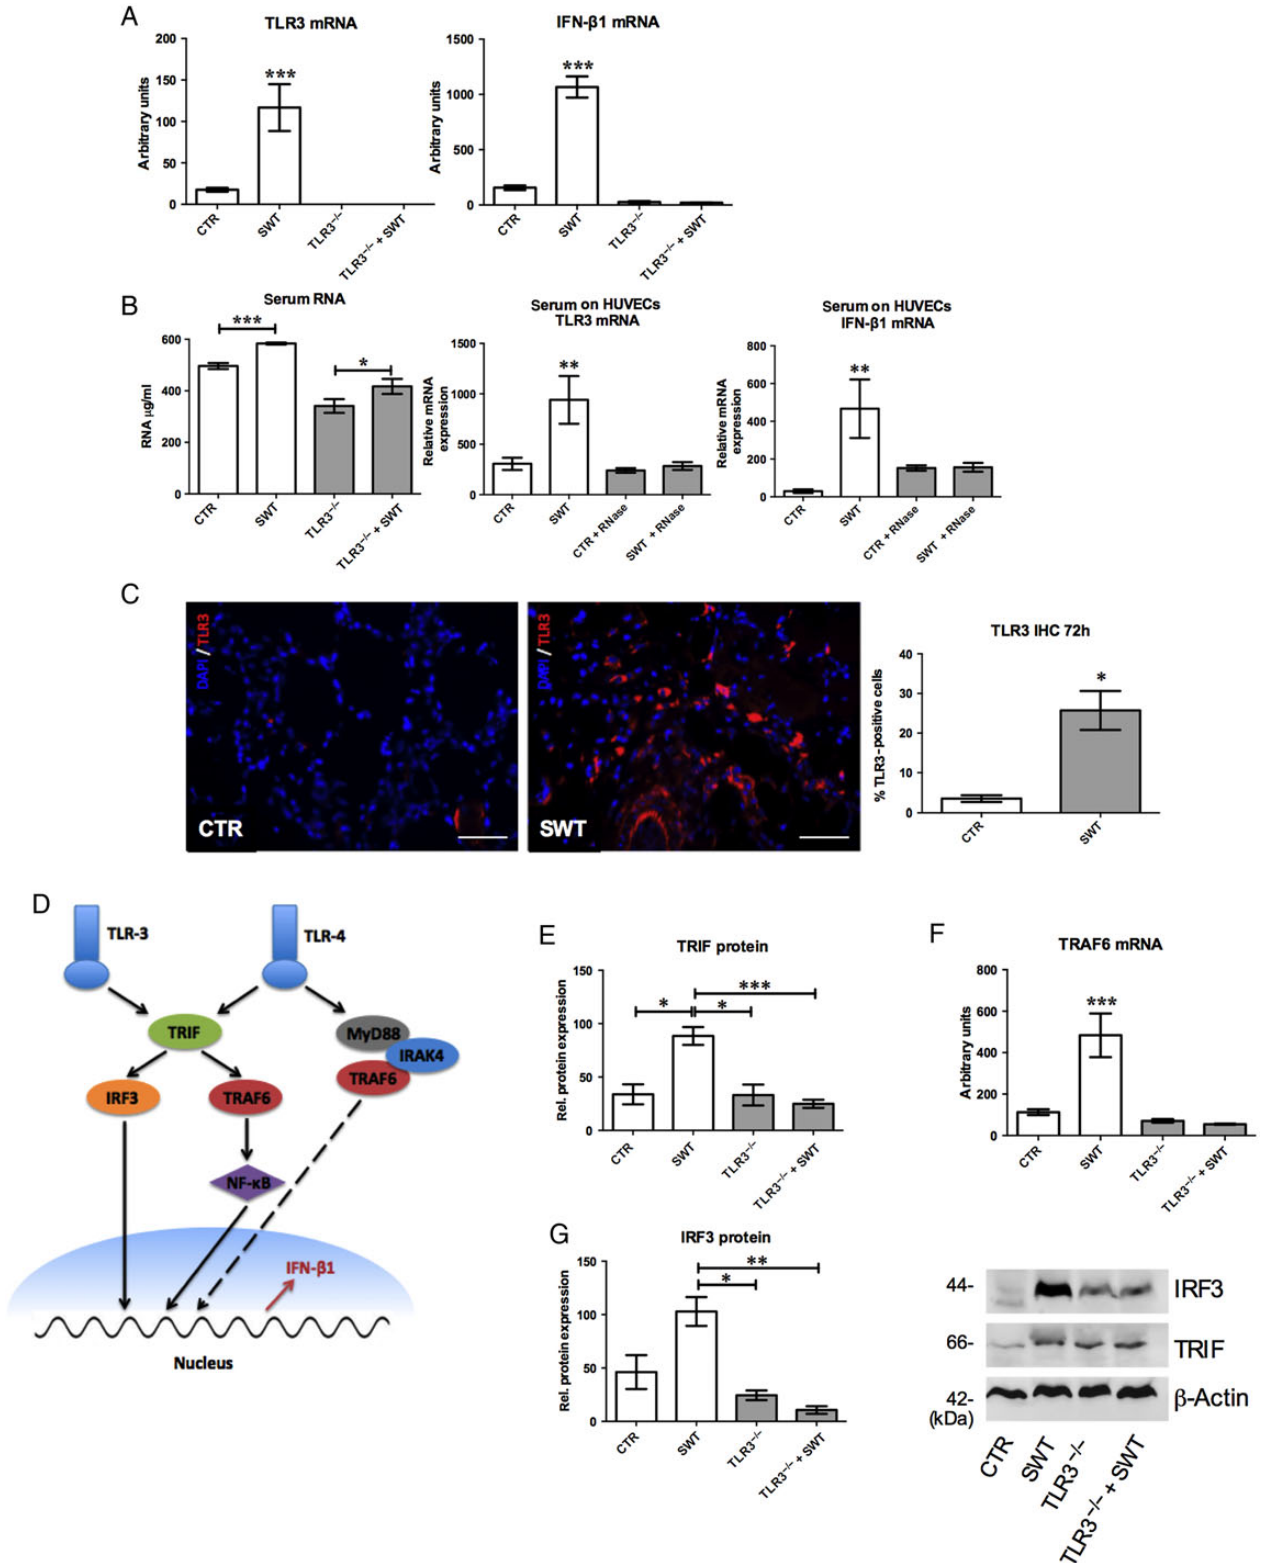 A
TLR3 mRNA
Arbitrary units
200
150
100
50
0
***
CTR
SWT
TLR3⁻/⁻
TLR3⁻/⁻ + SWT
IFN-β1 mRNA
Arbitrary units
1500
1000
500
0
***
CTR
SWT
TLR3⁻/⁻
TLR3⁻/⁻ + SWT
B
Serum RNA
RNA µg/ml
600
400
200
0
***
*
CTR
SWT
TLR3⁻/⁻
TLR3⁻/⁻ + SWT
Serum on HUVECs
TLR3 mRNA
Relative mRNA
expression
1500
1000
500
0
**
CTR
SWT
CTR + RNase
SWT + RNase
Serum on HUVECs
IFN-β1 mRNA
Relative mRNA
expression
800
600
400
200
0
**
CTR
SWT
CTR + RNase
SWT + RNase
C
DAPI / TLR3
CTR
DAPI / TLR3
SWT
TLR3 IHC 72h
% TLR3-positive cells
40
30
20
10
0
*
CTR
SWT
D
TLR-3
TLR-4
TRIF
MyD88
IRAK4
TRAF6
IRF3
TRAF6
NF-κB
IFN-β1
Nucleus
E
TRIF protein
Rel. protein expression
150
100
50
0
*
*
***
CTR
SWT
TLR3⁻/⁻
TLR3⁻/⁻ + SWT
F
TRAF6 mRNA
Arbitrary units
800
600
400
200
0
***
CTR
SWT
TLR3⁻/⁻
TLR3⁻/⁻ + SWT
G
IRF3 protein
Rel. protein expression
150
100
50
0
**
*
CTR
SWT
TLR3⁻/⁻
TLR3⁻/⁻ + SWT
44- IRF3
66- TRIF
42- β-Actin
(kDa)
CTR
SWT
TLR3⁻/⁻
TLR3⁻/⁻ + SWT